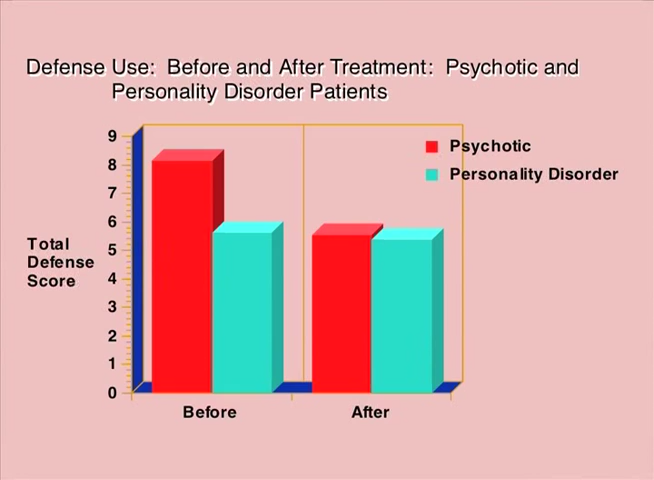 Defense Use: Before and After Treatment: Psychotic and
Personality Disorder Patients
9
8
7
6
5
4
3
2
1
0
Total
Defense
Score
Psychotic
Personality Disorder
Before
After